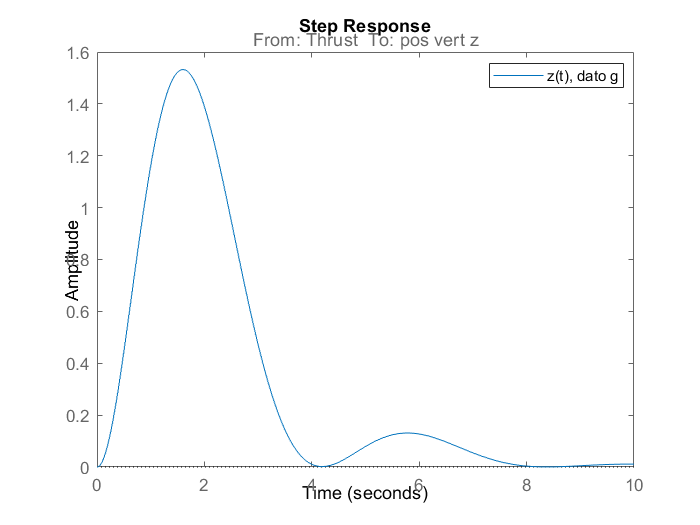 Step Response
From: Thrust To: pos vert z
z(t), dato g
Amplitude
1.6
1.4
1.2
1
0.8
0.6
0.4
0.2
0
0 2 4 6 8 10
Time (seconds)